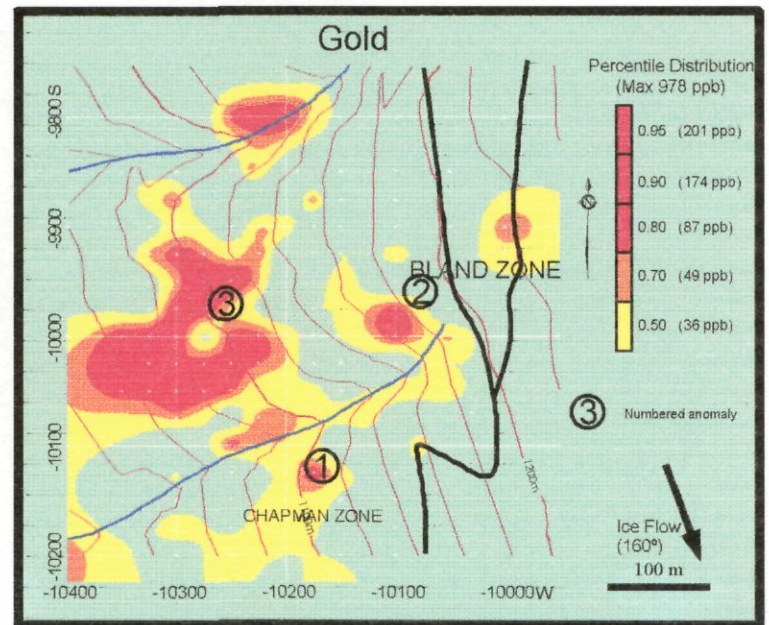 Gold
Percentile Distribution
(Max 978 ppb)
0.95 (201 ppb)
0.90 (174 ppb)
0.80 (87 ppb)
0.70 (49 ppb)
0.50 (36 ppb)
-9800 S
-9900
-10000
-10100
-10200
BLAND ZONE
2
3
1
CHAPMAN ZONE
1200m
3 Numbered anomaly
Ice Flow
(160º)
100 m
-10400
-10300
-10200
-10100
-10000W